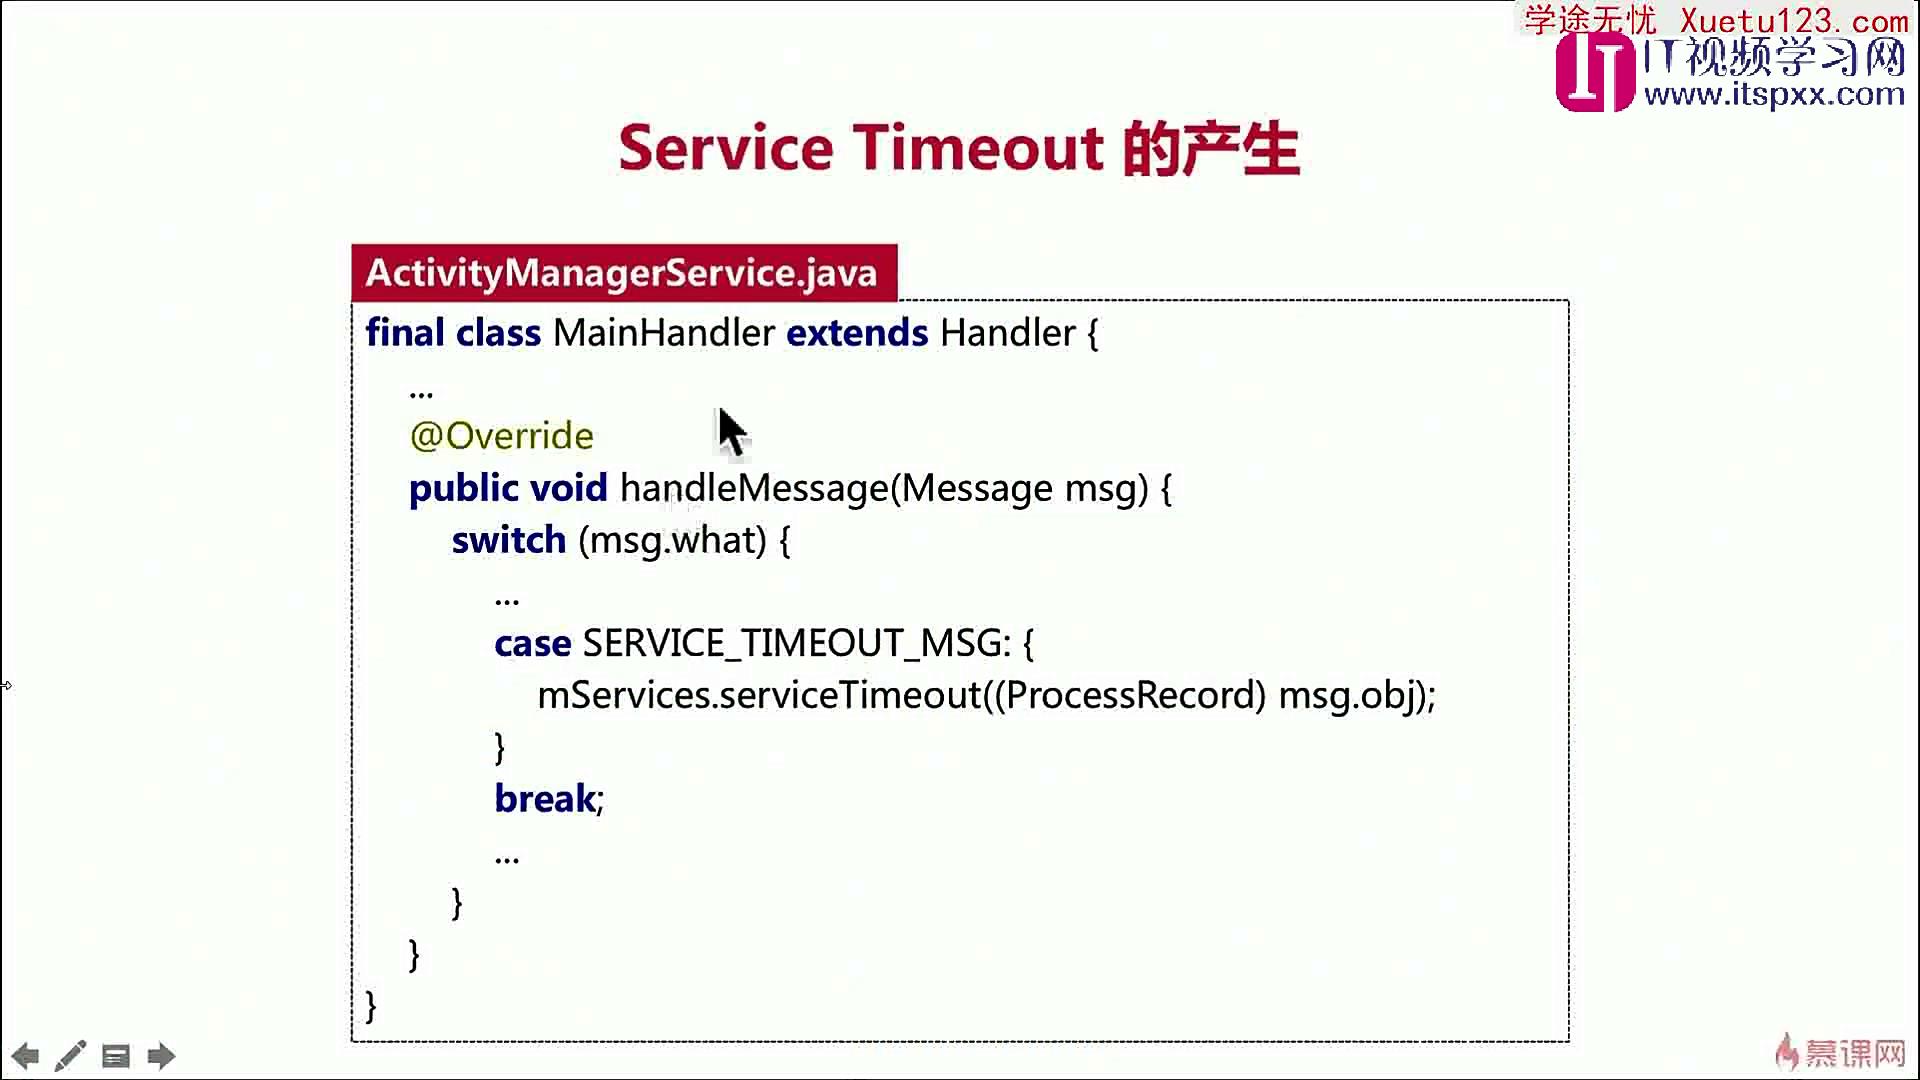 学途无忧 Xuetu123.com
IT视频学习网
www.itspxx.com
Service Timeout 的产生
ActivityManagerService.java
final class MainHandler extends Handler {
...
@Override
public void handleMessage(Message msg) {
switch (msg.what) {
...
case SERVICE_TIMEOUT_MSG: {
mServices.serviceTimeout((ProcessRecord) msg.obj);
}
break;
...
}
}
}
慕课网